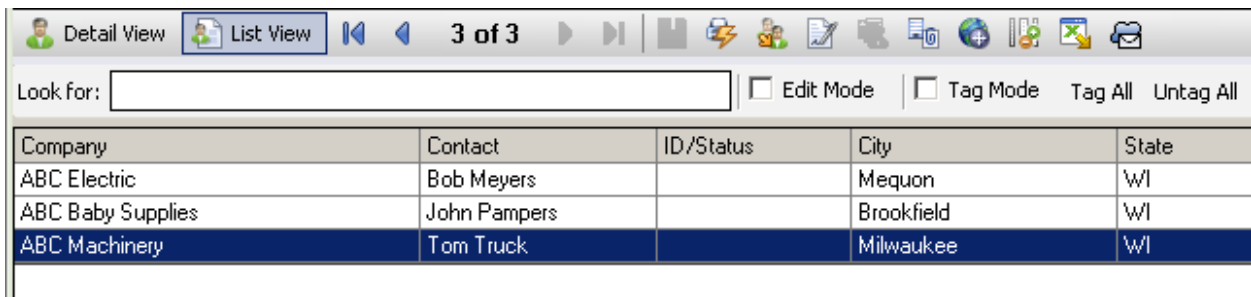 Detail View List View 3 of 3
Look for: Edit Mode Tag Mode Tag All Untag All
Company Contact ID/Status City State
ABC Electric Bob Meyers Mequon WI
ABC Baby Supplies John Pampers Brookfield WI
ABC Machinery Tom Truck Milwaukee WI